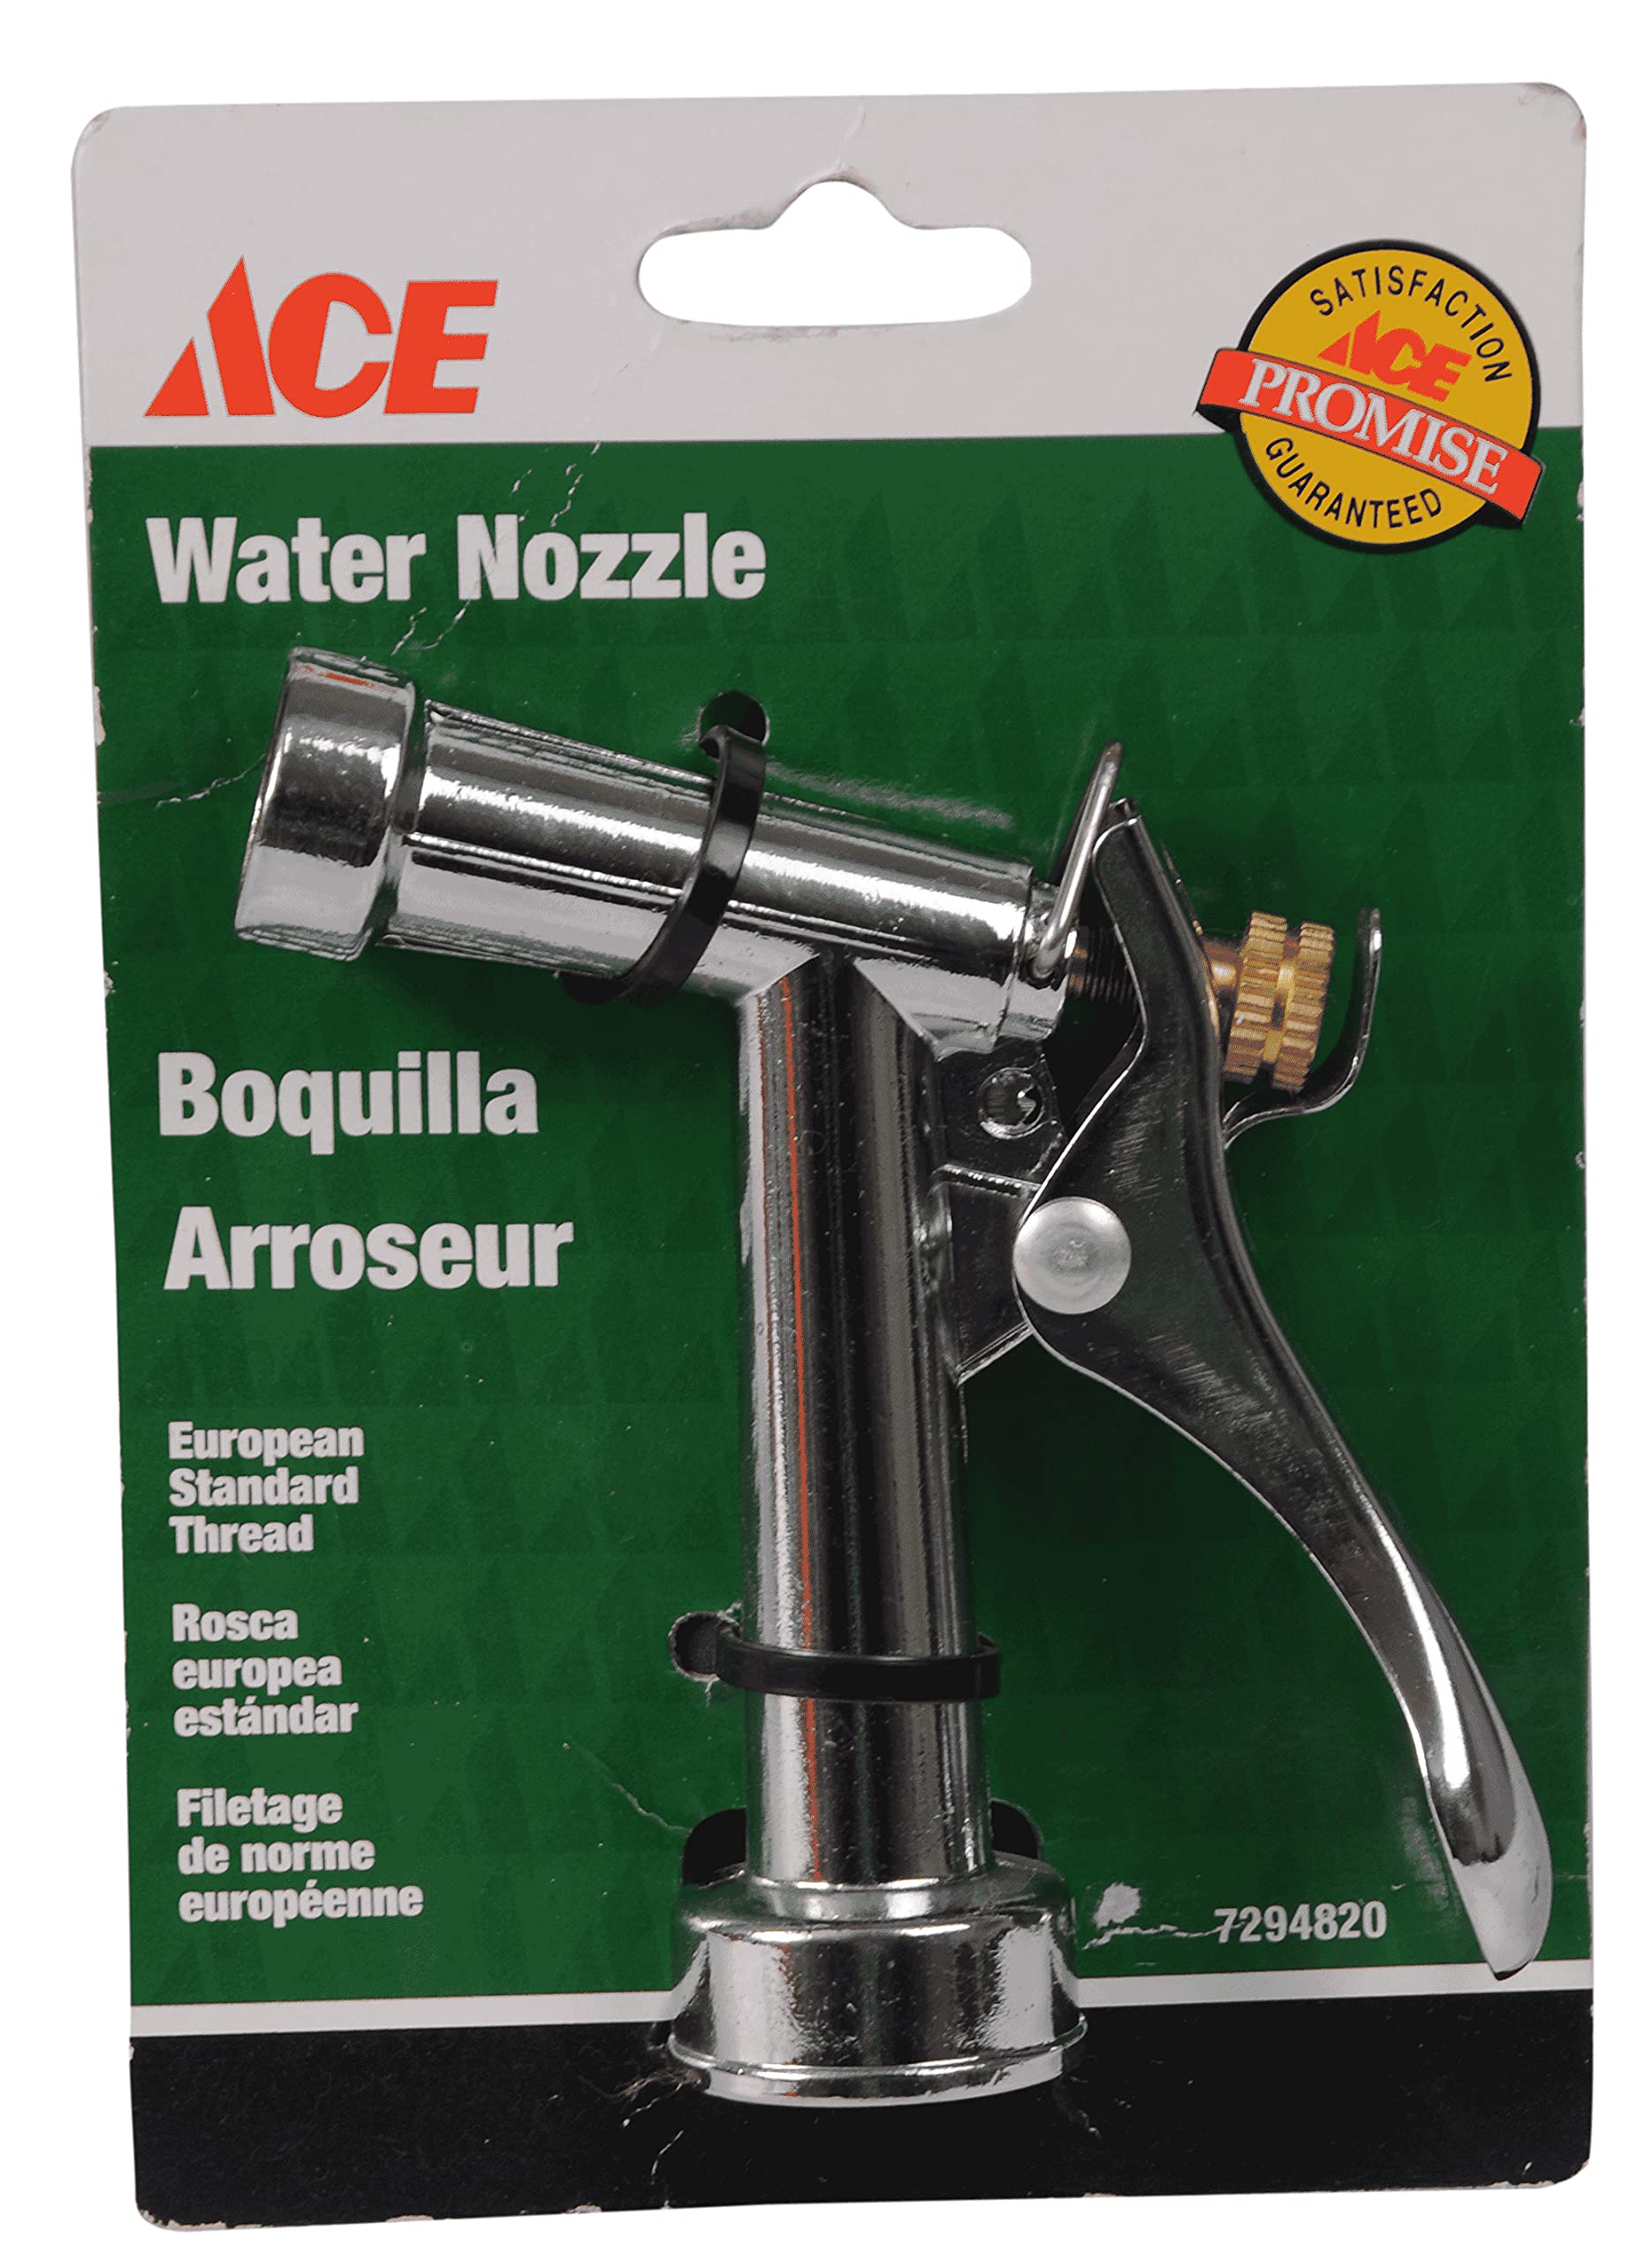 ACE
SATISFACTION
ACE
PROMISE
GUARANTEED
Water Nozzle
Boquilla
Arroseur
European
Standard
Thread
Rosca
europea
estándar
Filetage
de norme
européenne
7294820